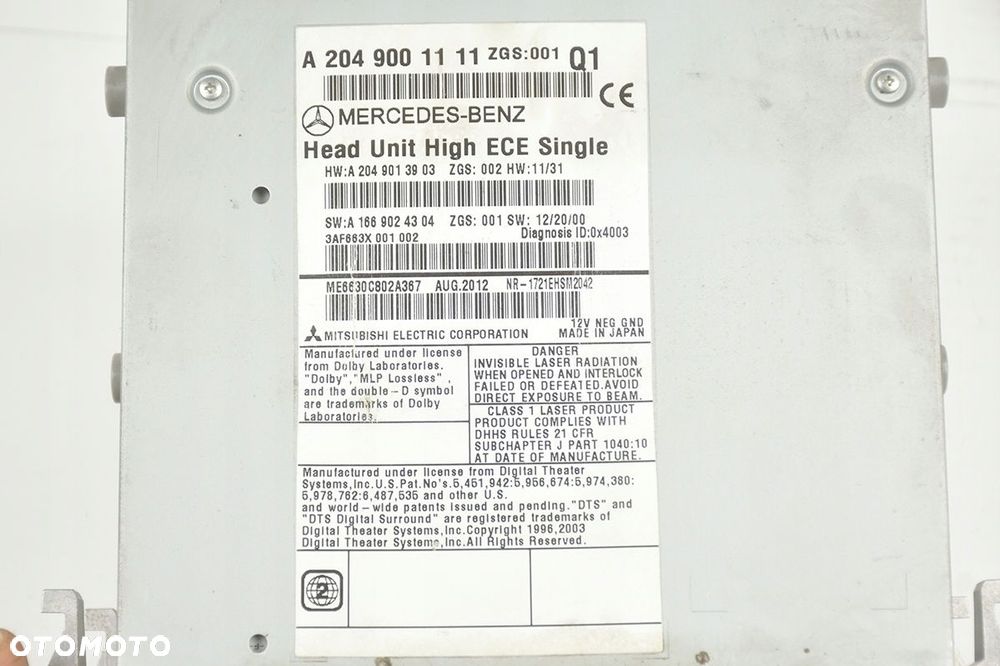 A 204 900 11 11 ZGS:001 Q1
CE
MERCEDES-BENZ
Head Unit High ECE Single
HW:A 204 901 39 03 ZGS: 002 HW:11/31
SW:A 166 902 43 04 ZGS: 001 SW: 12/20/00
3AF663X 001 002 Diagnosis ID:0x4003
ME6630C802A367 AUG.2012 NR-1721EHSM2042
12V NEG GND
MITSUBISHI ELECTRIC CORPORATION MADE IN JAPAN
Manufactured under license
from Dolby Laboratories.
"Dolby","MLP Lossless",
and the double-D symbol
are trademarks of Dolby
Laboratories.
DANGER
INVISIBLE LASER RADIATION
WHEN OPENED AND INTERLOCK
FAILED OR DEFEATED.AVOID
DIRECT EXPOSURE TO BEAM.
CLASS 1 LASER PRODUCT
PRODUCT COMPLIES WITH
DHHS RULES 21 CFR
SUBCHAPTER J PART 1040:10
AT DATE OF MANUFACTURE.
Manufactured under license from Digital Theater
Systems,Inc.U.S.Pat.No's.5,451,942:5,956,674:5,974,380:
5,978,762:6,487,535 and other U.S.
and world-wide patents issued and pending."DTS" and
"DTS Digital Surround" are registered trademarks of
Digital Theater Systems,Inc.Copyright 1996,2003
Digital Theater Systems,Inc.All Rights Reserved.
2
OTOMOTO